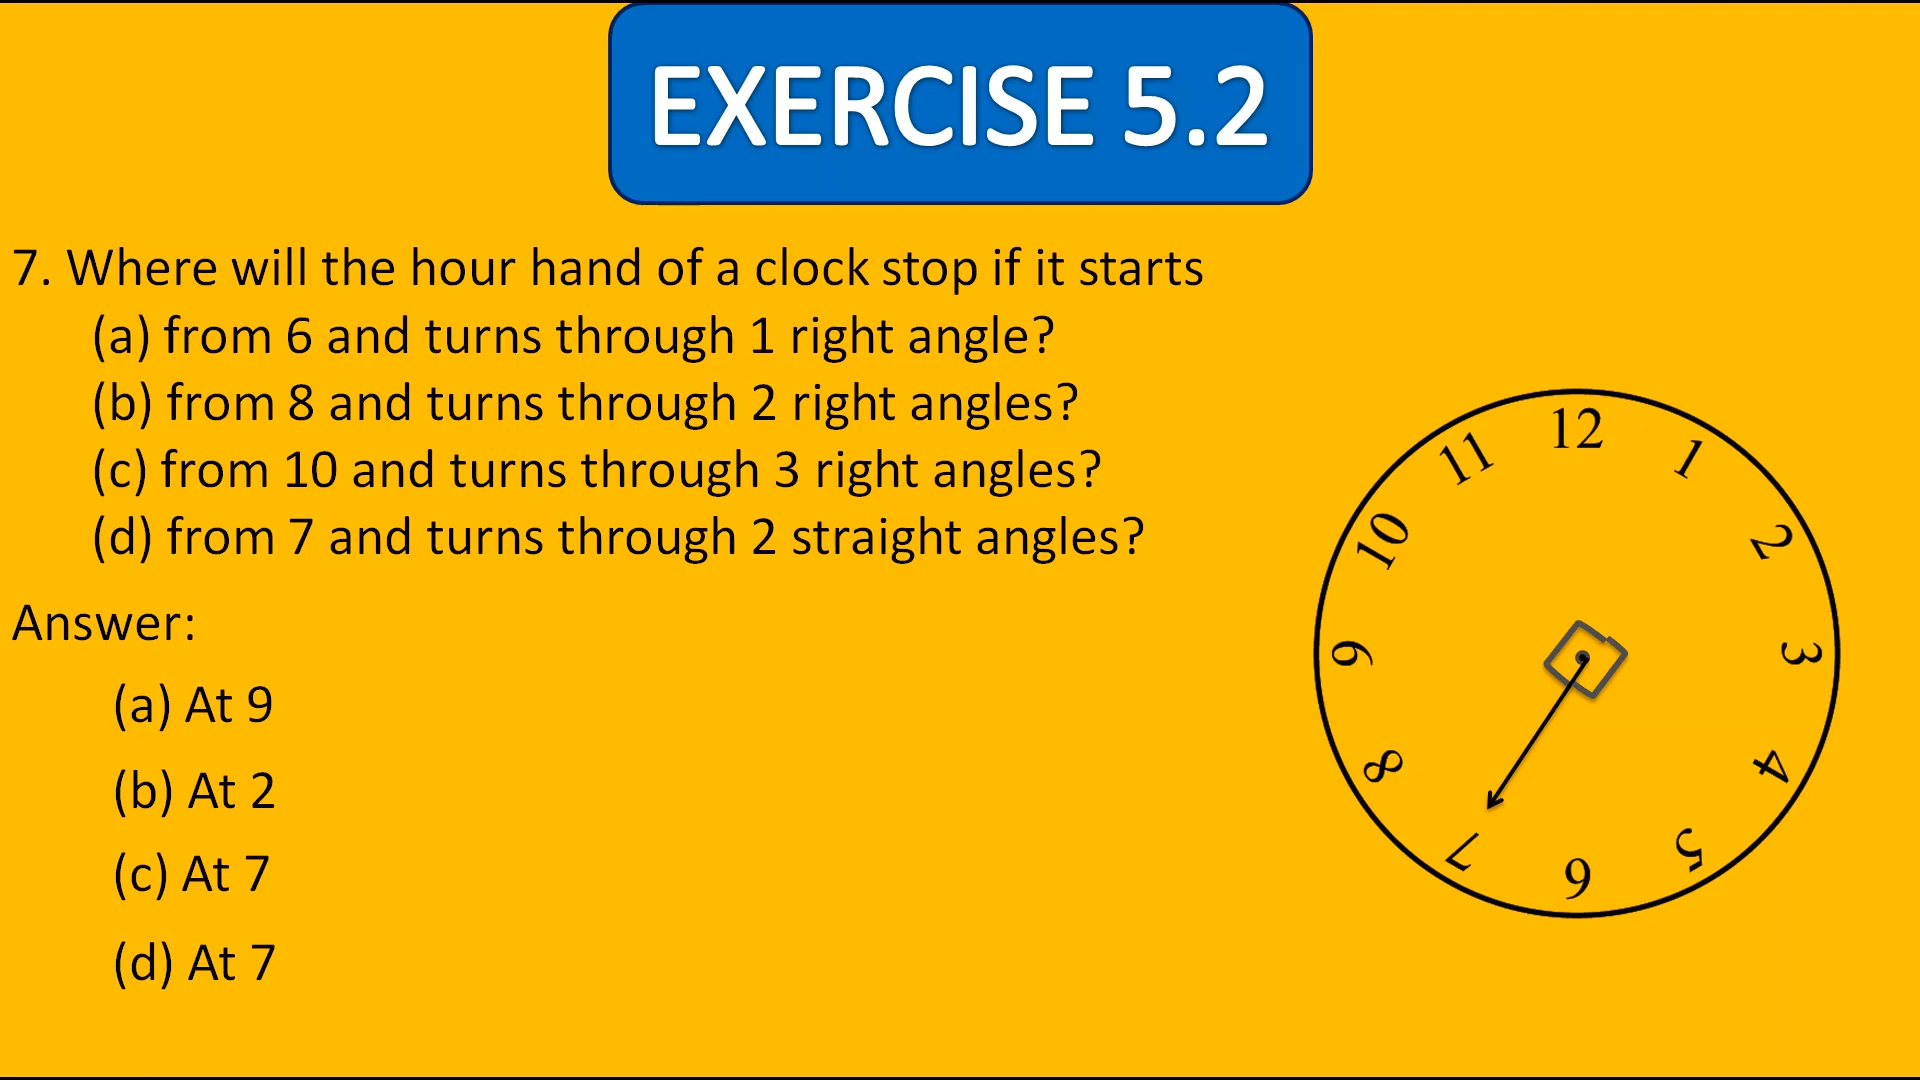 EXERCISE 5.2
7. Where will the hour hand of a clock stop if it starts
(a) from 6 and turns through 1 right angle?
(b) from 8 and turns through 2 right angles?
(c) from 10 and turns through 3 right angles?
(d) from 7 and turns through 2 straight angles?
Answer:
(a) At 9
(b) At 2
(c) At 7
(d) At 7
12
1
2
3
4
5
6
7
8
9
10
11